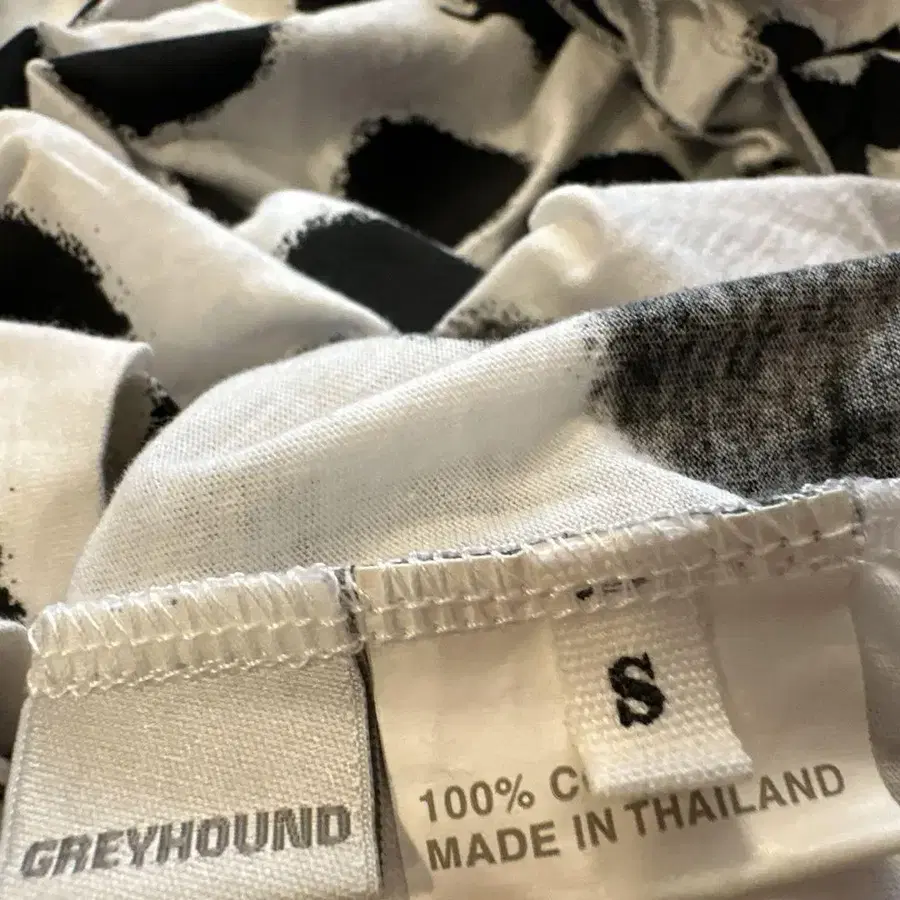 GREYHOUND
S
100% C
MADE IN THAILAND